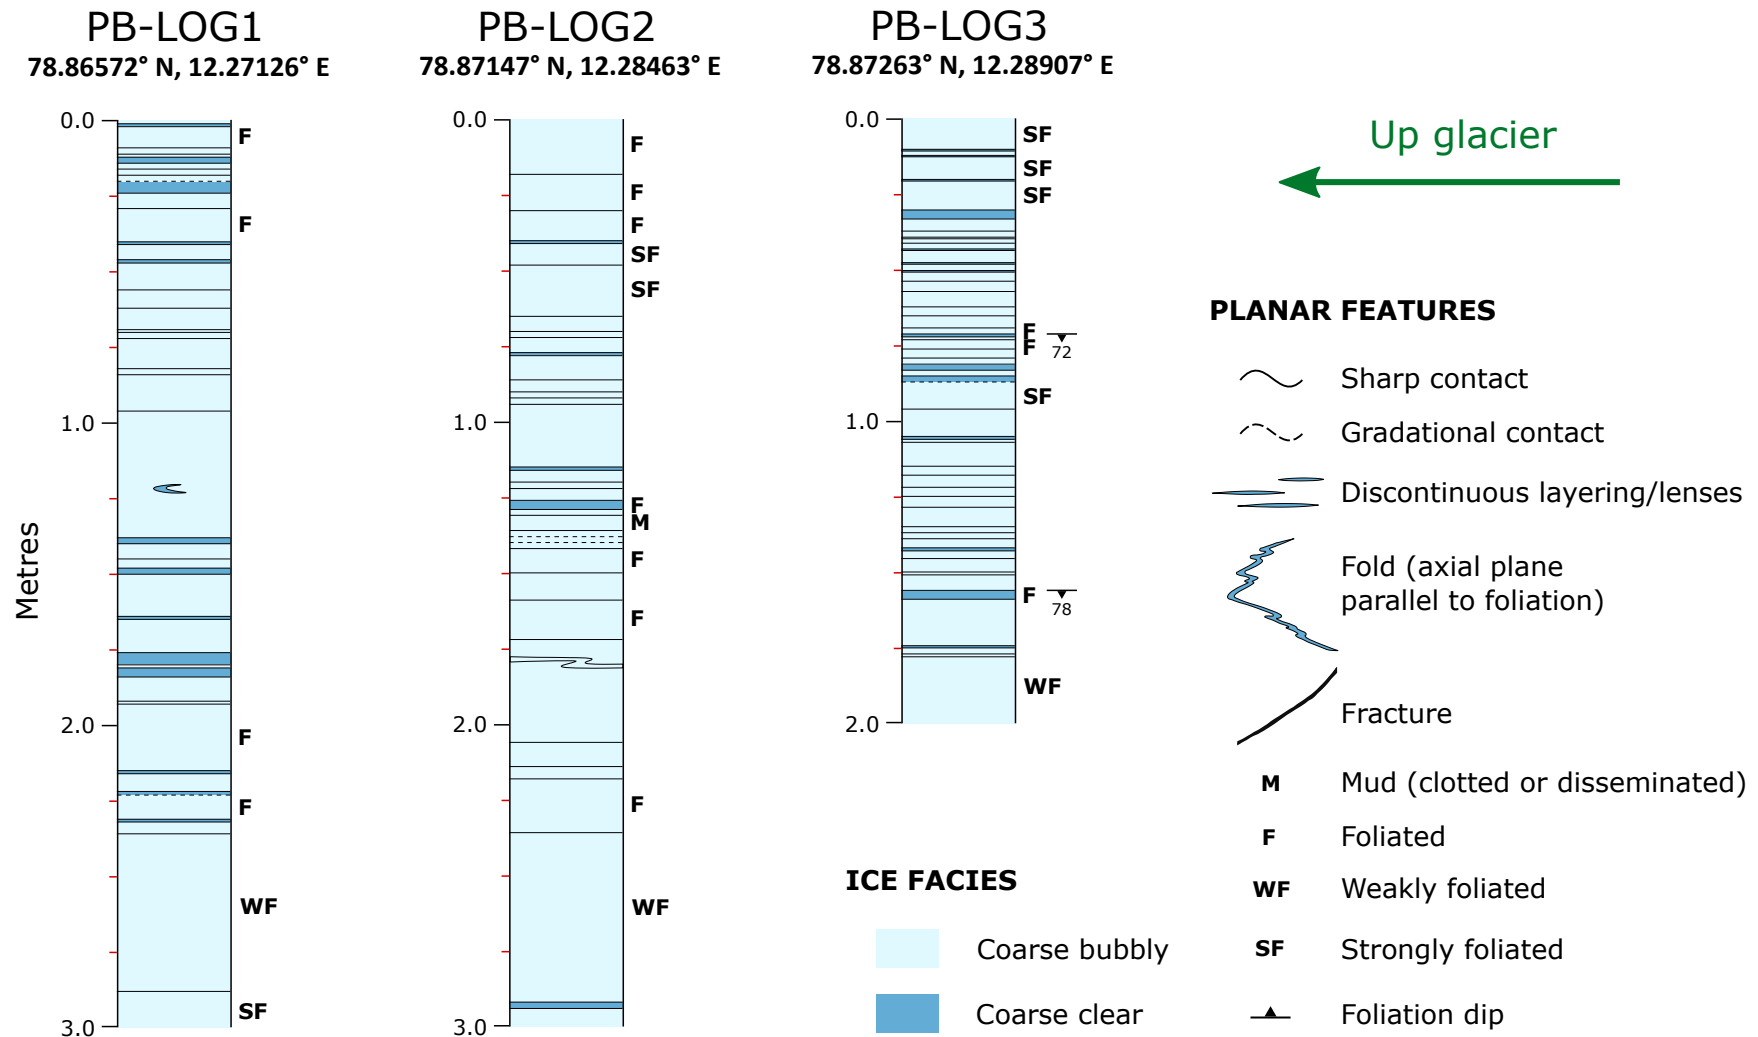 PB-LOG1
78.86572° N, 12.27126° E
0.0
F
F
1.0
Metres
2.0
F
F
WF
SF
3.0
PB-LOG2
78.87147° N, 12.28463° E
0.0
F
F
F
SF
SF
1.0
F
M
F
F
2.0
F
WF
3.0
PB-LOG3
78.87263° N, 12.28907° E
0.0
SF
SF
SF
F
F
72
SF
1.0
F
78
WF
2.0
Up glacier
PLANAR FEATURES
Sharp contact
Gradational contact
Discontinuous layering/lenses
Fold (axial plane
parallel to foliation)
Fracture
M Mud (clotted or disseminated)
F Foliated
WF Weakly foliated
SF Strongly foliated
Foliation dip
ICE FACIES
Coarse bubbly
Coarse clear